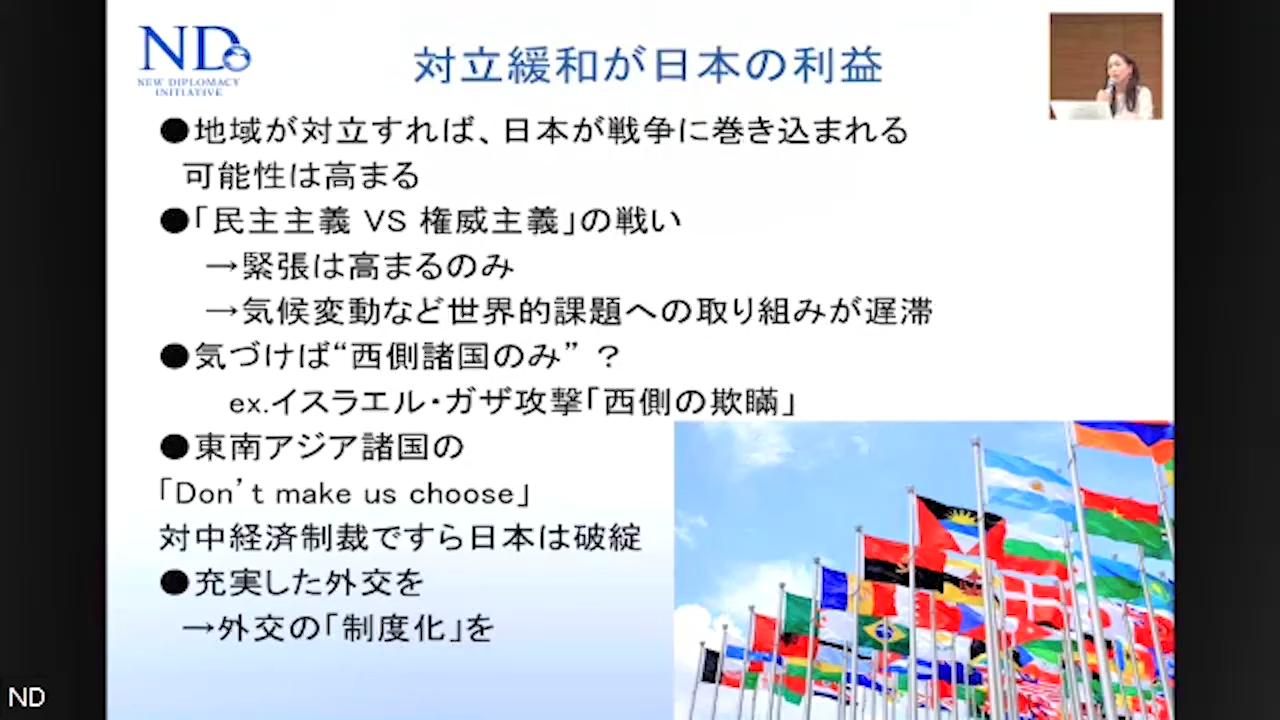 ND
NEW DIPLOMACY
INITIATIVE
対立緩和が日本の利益
●地域が対立すれば、日本が戦争に巻き込まれる
可能性は高まる
●「民主主義 VS 権威主義」の戦い
→緊張は高まるのみ
→気候変動など世界的課題への取り組みが遅滞
●気づけば“西側諸国のみ” ?
ex.イスラエル・ガザ攻撃「西側の欺瞞」
●東南アジア諸国の
「Don’t make us choose」
対中経済制裁ですら日本は破綻
●充実した外交を
→外交の「制度化」を
ND